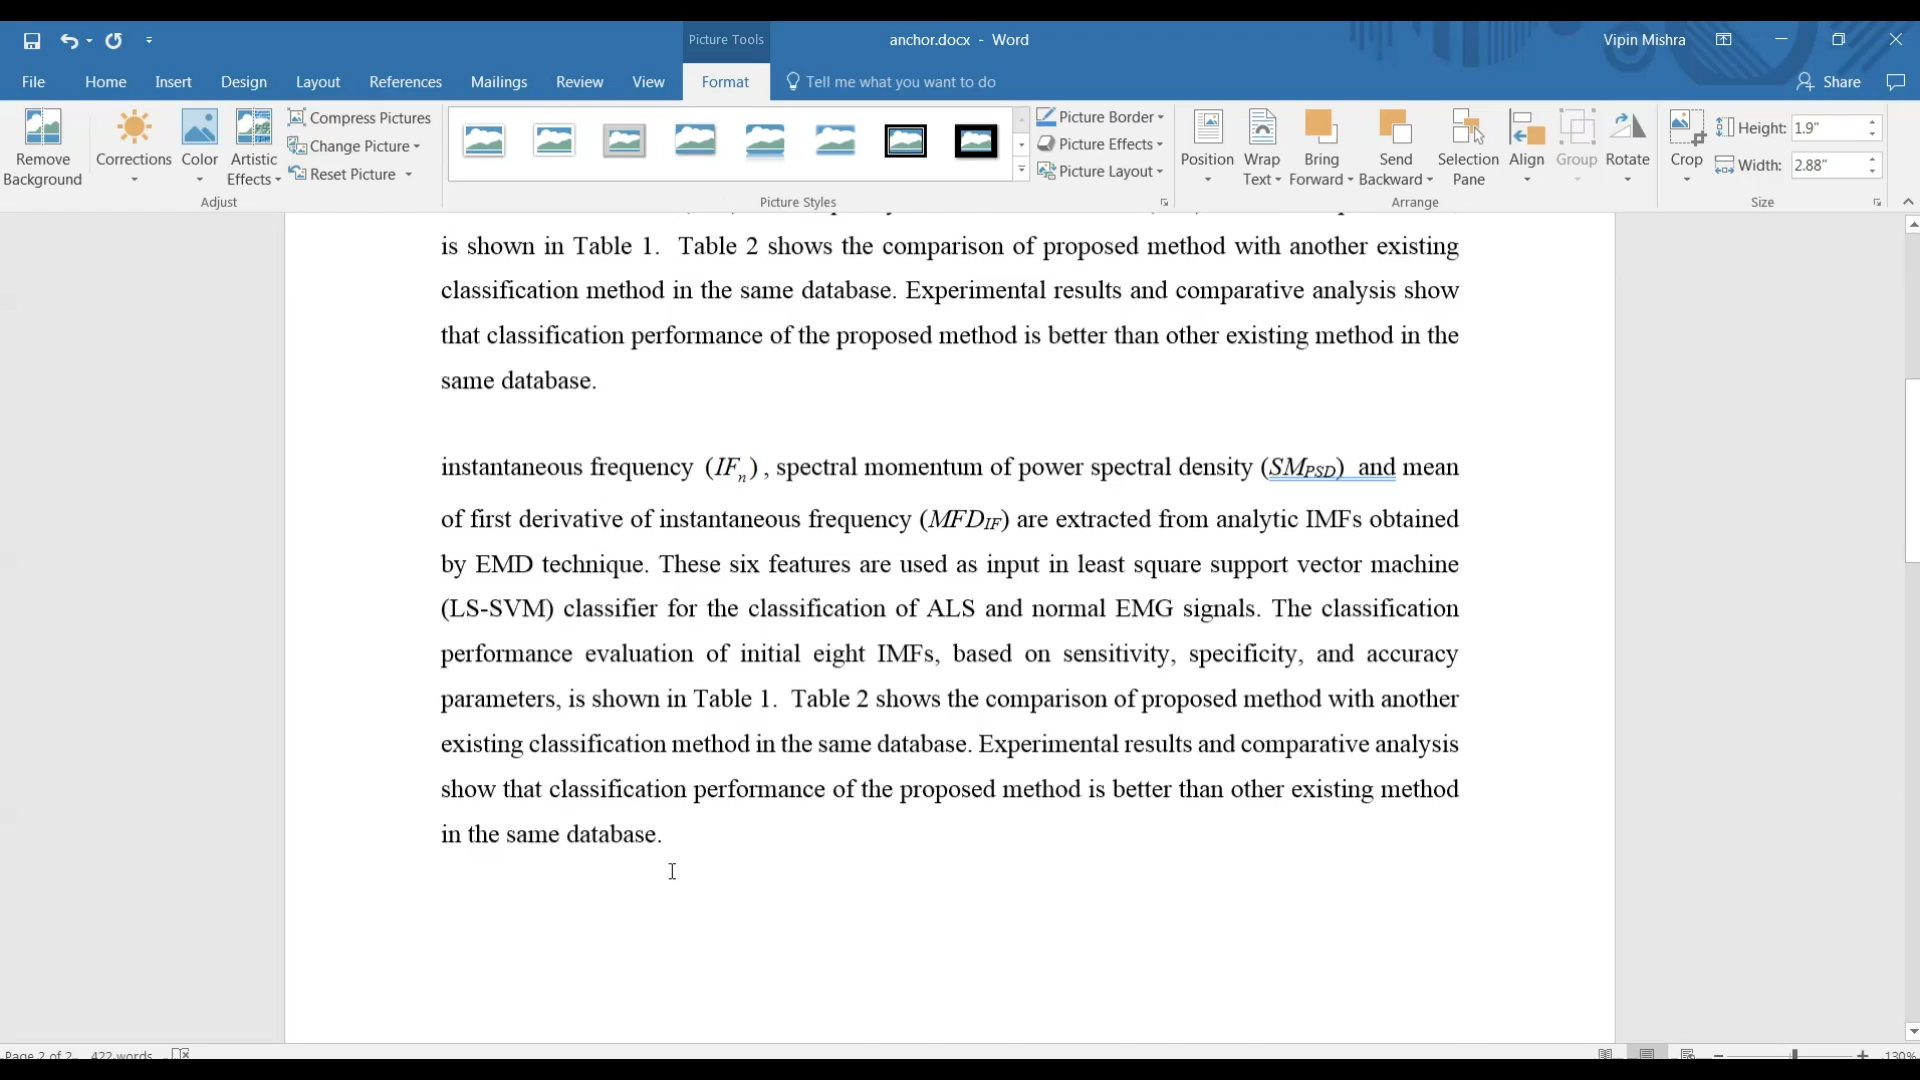 anchor.docx - Word
Picture Tools
Vipin Mishra
File Home Insert Design Layout References Mailings Review View Format Tell me what you want to do Share
Remove Background
Corrections
Color
Artistic Effects
Compress Pictures
Change Picture
Reset Picture
Adjust
Picture Styles
Picture Border
Picture Effects
Picture Layout
Position
Wrap Text
Bring Forward
Send Backward
Selection Pane
Align
Group
Rotate
Arrange
Crop
Height: 1.9"
Width: 2.88"
Size
is shown in Table 1. Table 2 shows the comparison of proposed method with another existing
classification method in the same database. Experimental results and comparative analysis show
that classification performance of the proposed method is better than other existing method in the
same database.
instantaneous frequency (IFn) , spectral momentum of power spectral density (SMPSD) and mean
of first derivative of instantaneous frequency (MFDIF) are extracted from analytic IMFs obtained
by EMD technique. These six features are used as input in least square support vector machine
(LS-SVM) classifier for the classification of ALS and normal EMG signals. The classification
performance evaluation of initial eight IMFs, based on sensitivity, specificity, and accuracy
parameters, is shown in Table 1. Table 2 shows the comparison of proposed method with another
existing classification method in the same database. Experimental results and comparative analysis
show that classification performance of the proposed method is better than other existing method
in the same database.
Page 2 of 2 422 words
130%